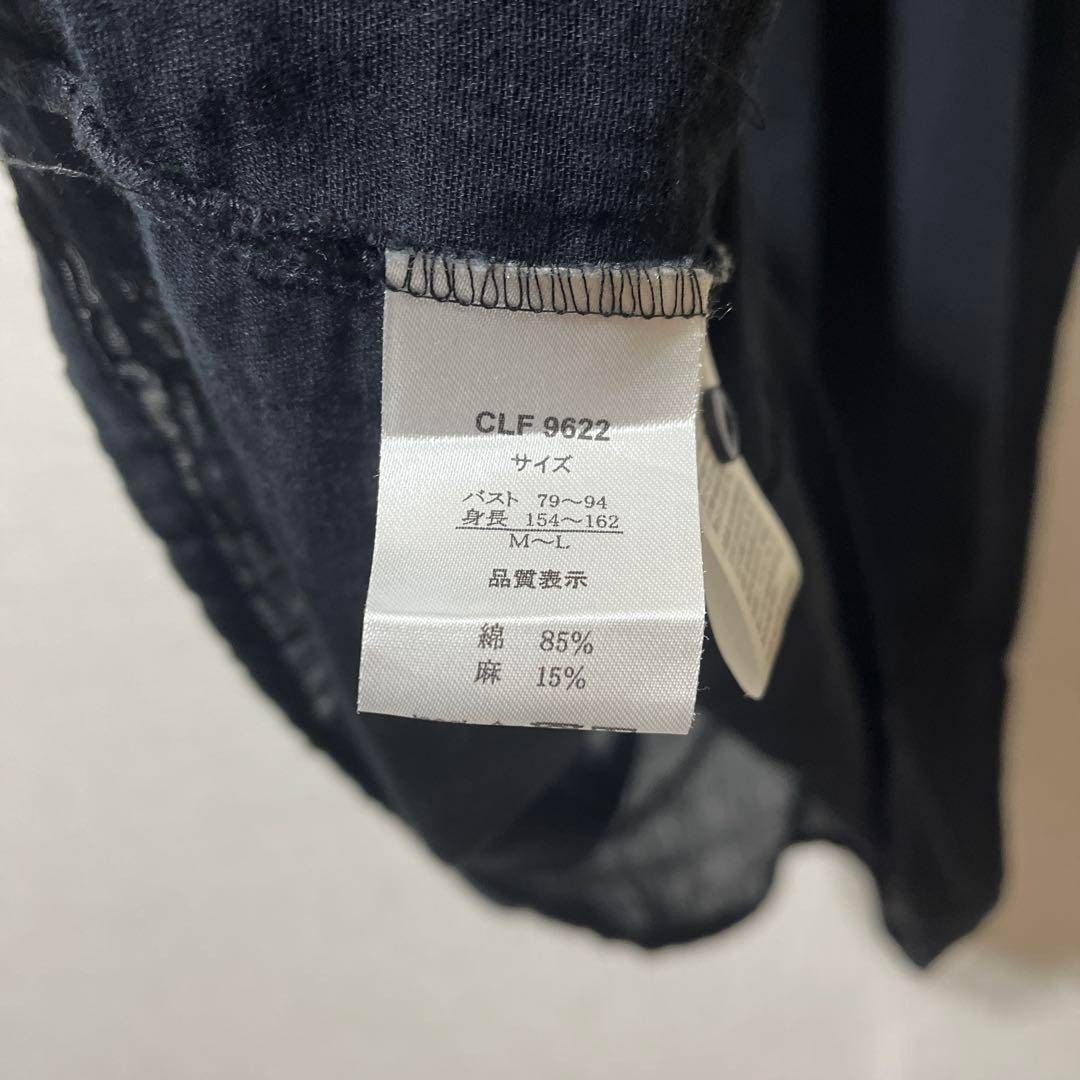 CLF 9622
サイズ
バスト 79～94
身長 154～162
M～L
品質表示
綿 85%
麻 15%